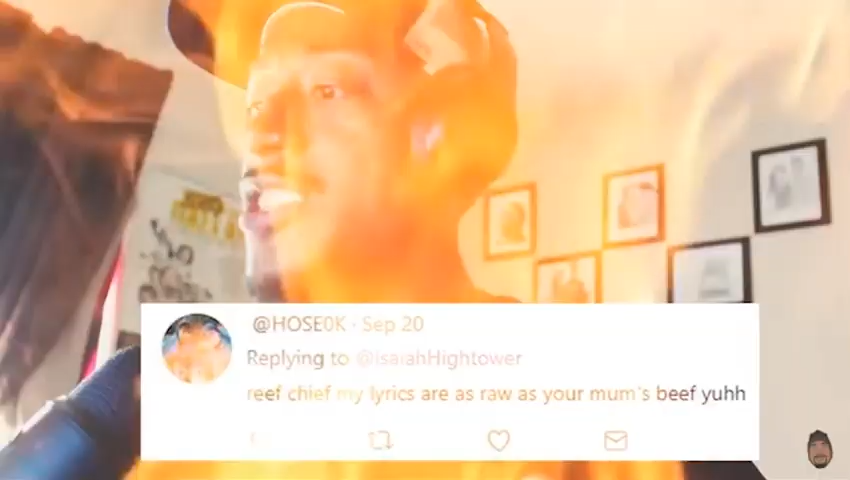 @HOSE0K · Sep 20
Replying to @isaiahHightower
reef chief my lyrics are as raw as your mum's beef yuhh